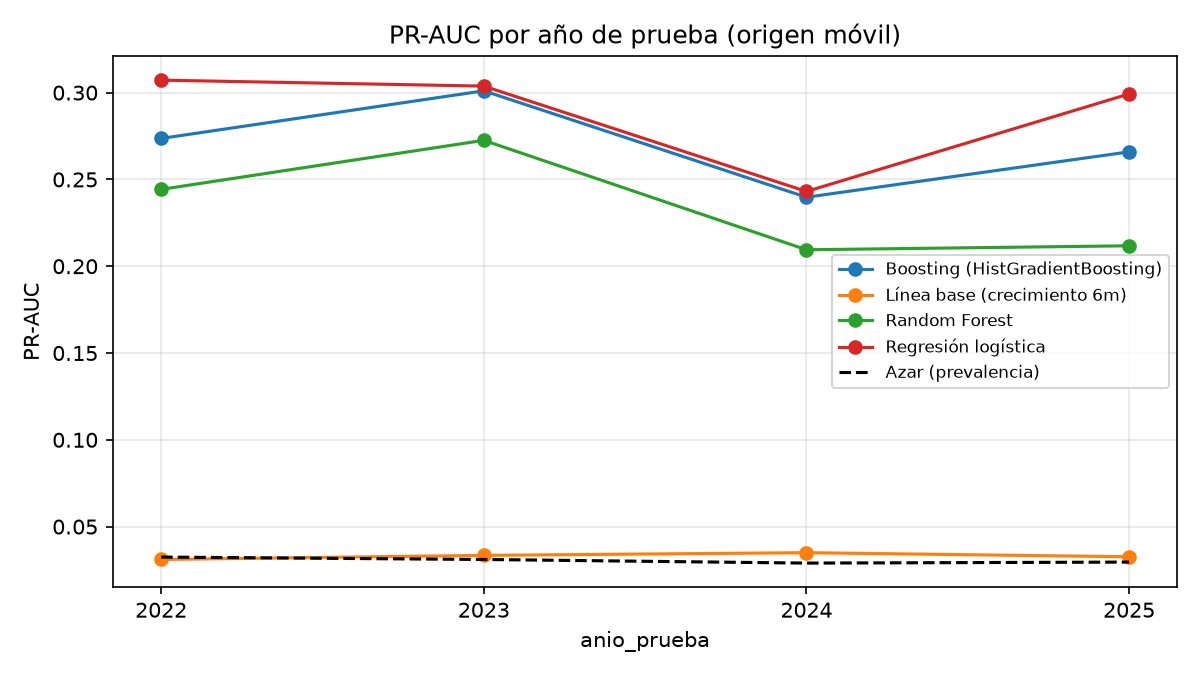 PR-AUC por año de prueba (origen móvil)
PR-AUC
0.30
0.25
0.20
0.15
0.10
0.05
Boosting (HistGradientBoosting)
Línea base (crecimiento 6m)
Random Forest
Regresión logística
Azar (prevalencia)
2022 2023 2024 2025
anio_prueba